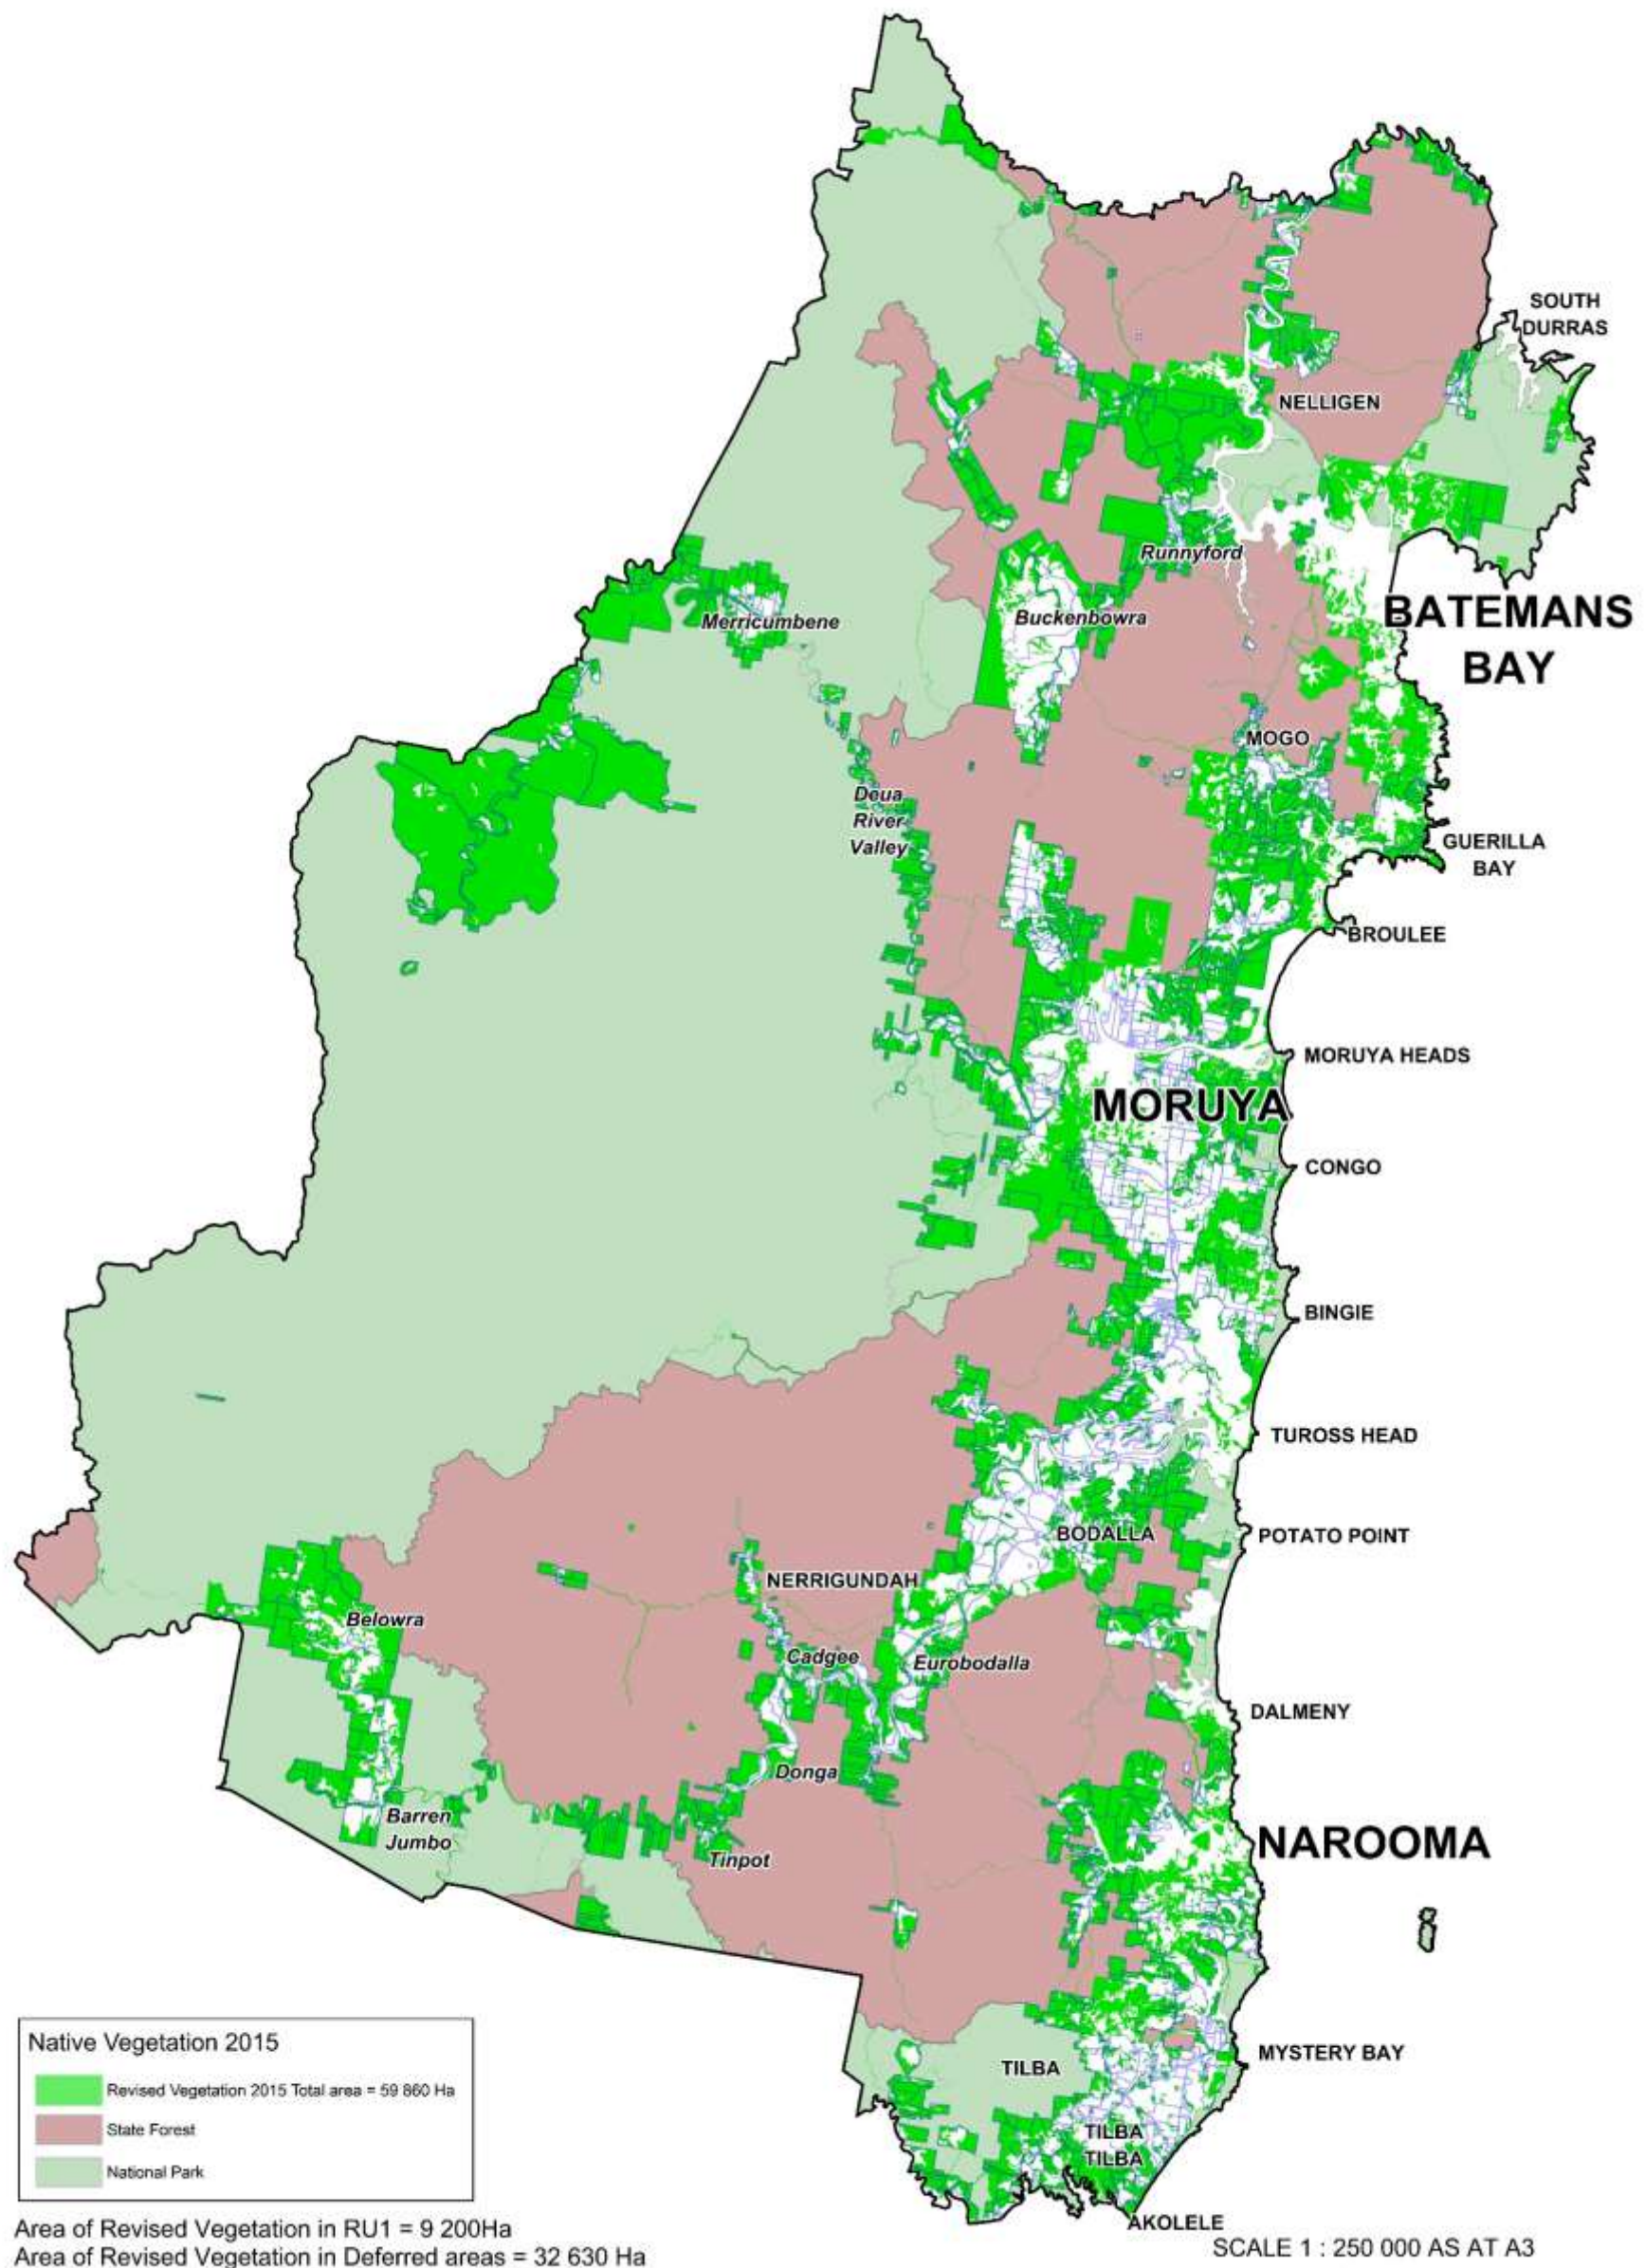 SOUTH
DURRAS
NELLIGEN
Runnyford
BATEMANS
BAY
Merricumbene
Buckenbowra
MOGO
Deua
River
Valley
GUERILLA
BAY
BROULEE
MORUYA HEADS
MORUYA
CONGO
BINGIE
TUROSS HEAD
BODALLA
POTATO POINT
NERRIGUNDAH
Belowra
Cadgee
Eurobodalla
DALMENY
Donga
Barren
Jumbo
Tinpot
NAROOMA
MYSTERY BAY
TILBA
TILBA
TILBA
AKOLELE
Native Vegetation 2015
Revised Vegetation 2015 Total area = 59 860 Ha
State Forest
National Park
Area of Revised Vegetation in RU1 = 9 200Ha
Area of Revised Vegetation in Deferred areas = 32 630 Ha
SCALE 1 : 250 000 AS AT A3